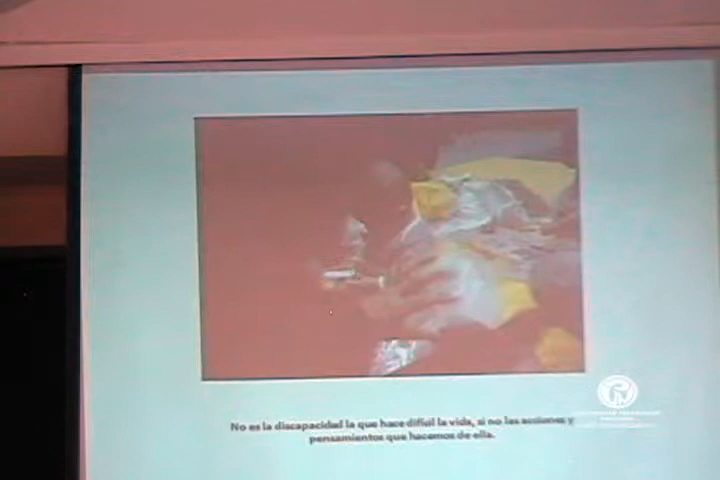 No es la discapacidad la que hace difícil la vida, si no las acciones y
pensamientos que hacemos de ella.